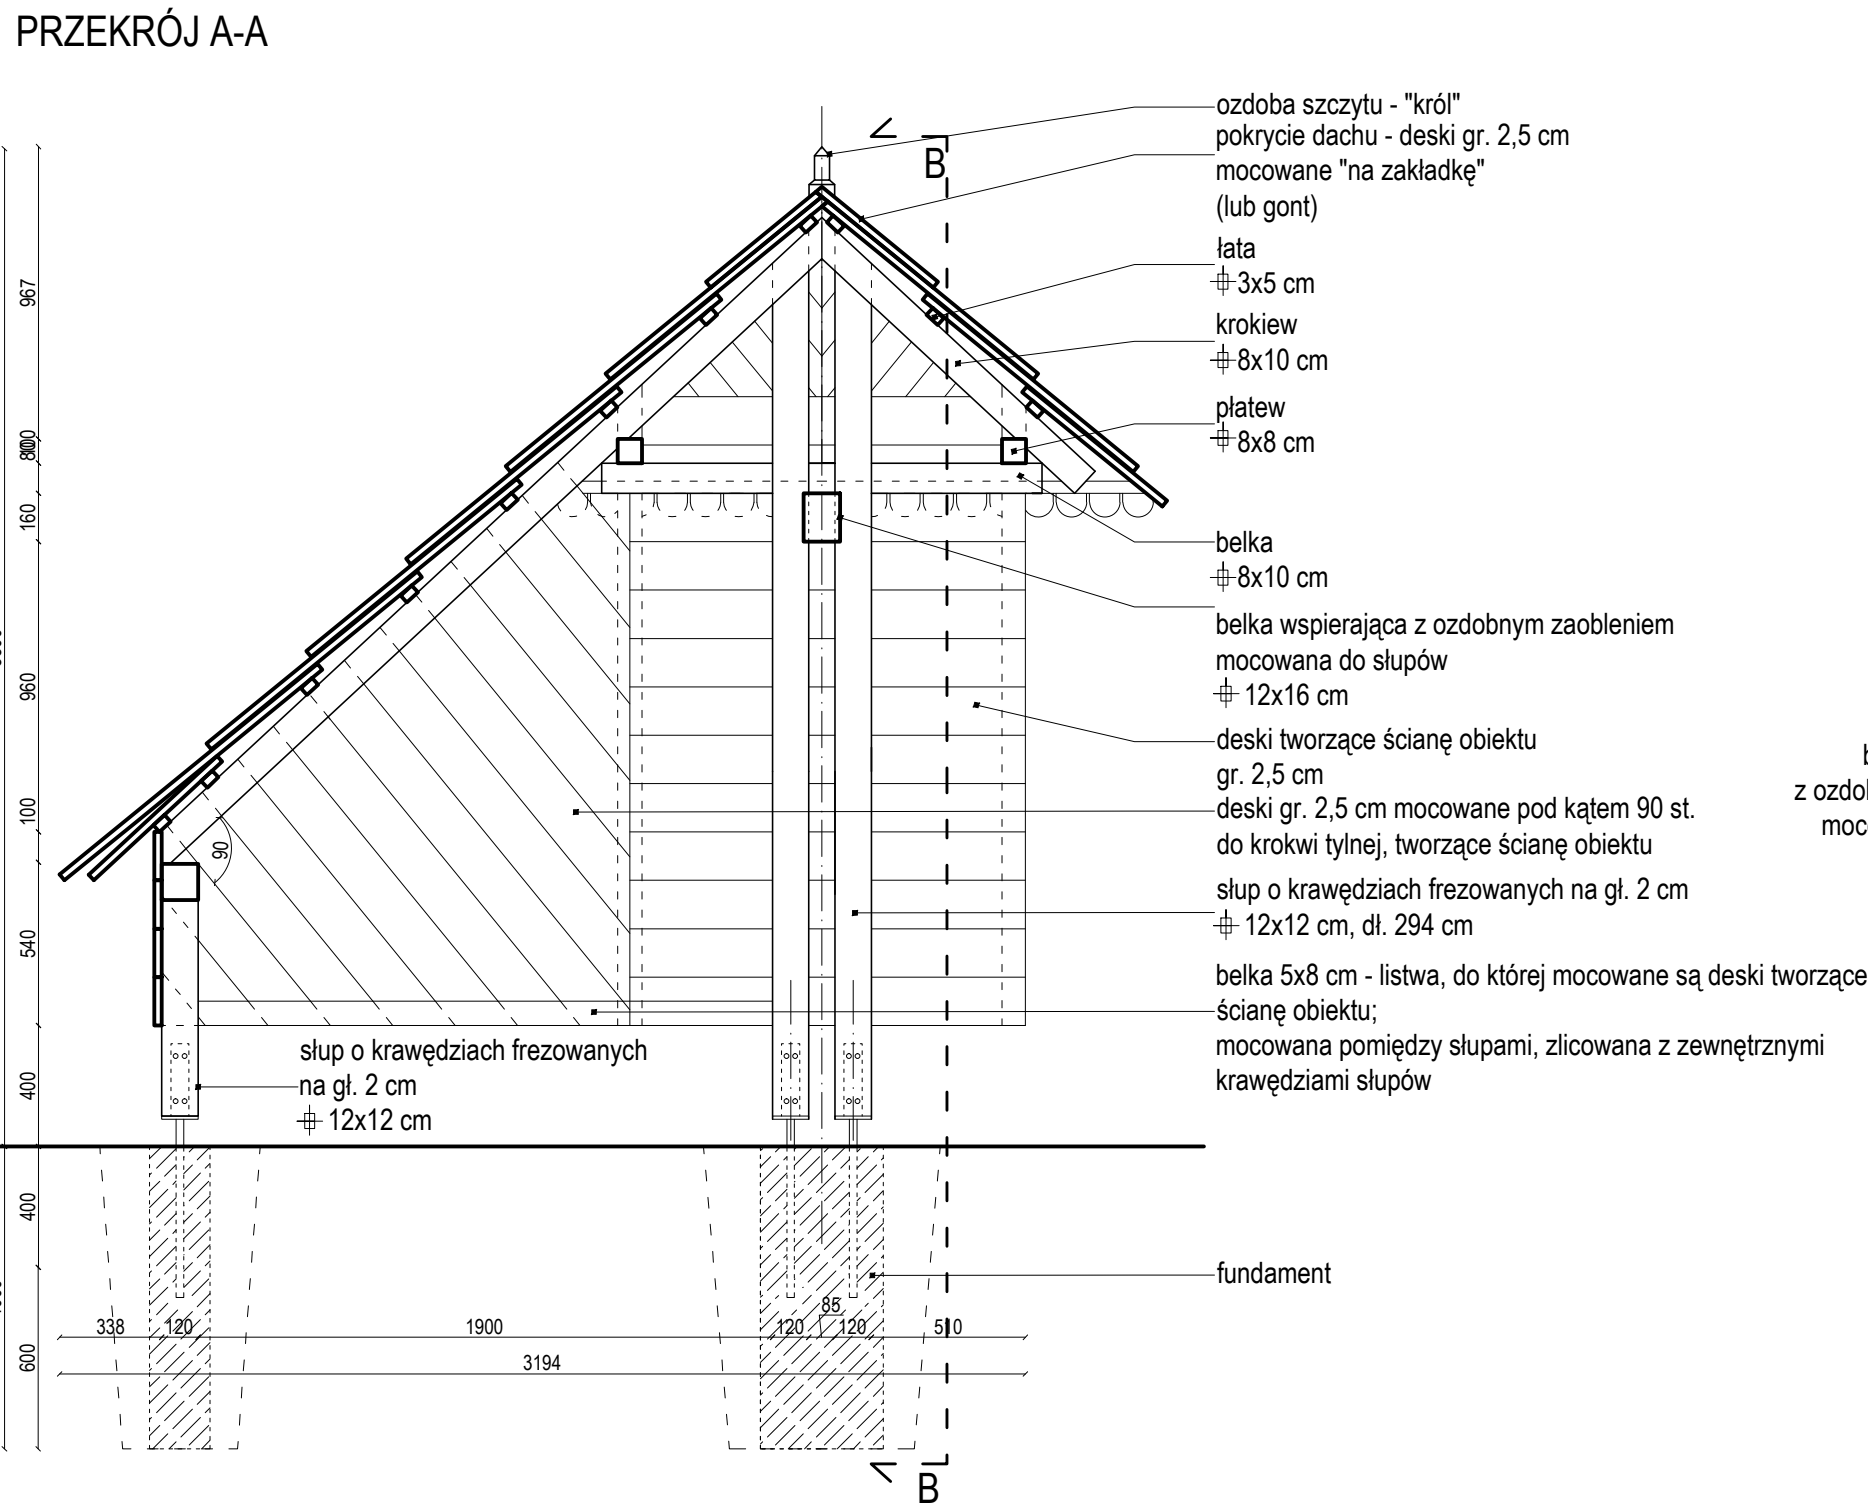 PRZEKRÓJ A-A
ozdoba szczytu - "król"
pokrycie dachu - deski gr. 2,5 cm
mocowane "na zakładkę"
(lub gont)
łata
3x5 cm
krokiew
8x10 cm
płatew
8x8 cm
belka
8x10 cm
belka wspierająca z ozdobnym zaobleniem
mocowana do słupów
12x16 cm
deski tworzące ścianę obiektu
gr. 2,5 cm
deski gr. 2,5 cm mocowane pod kątem 90 st.
do krokwi tylnej, tworzące ścianę obiektu
słup o krawędziach frezowanych na gł. 2 cm
12x12 cm, dł. 294 cm
belka 5x8 cm - listwa, do której mocowane są deski tworzące
ścianę obiektu;
mocowana pomiędzy słupami, zlicowana z zewnętrznymi
krawędziami słupów
słup o krawędziach frezowanych
na gł. 2 cm
12x12 cm
fundament
B
B
90
967
160
960
100
540
400
400
600
338
120
1900
120
85
120
510
3194